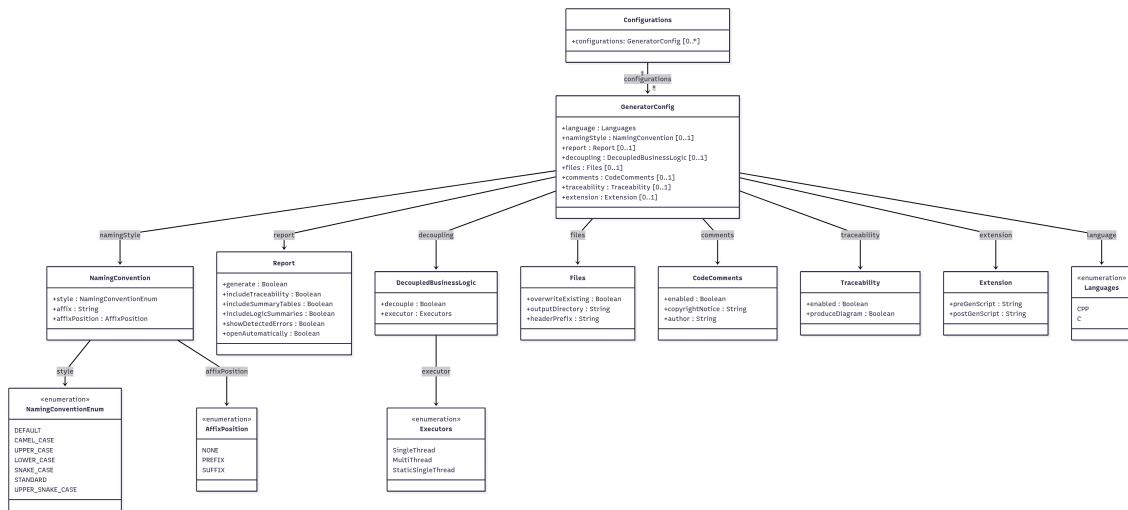 Configurations
+configurations: GeneratorConfig [0..*]
1
configurations
*
GeneratorConfig
+language : Languages
+namingStyle : NamingConvention [0..1]
+report : Report [0..1]
+decoupling : DecoupledBusinessLogic [0..1]
+files : Files [0..1]
+comments : CodeComments [0..1]
+traceability : Traceability [0..1]
+extension : Extension [0..1]
namingStyle
report
decoupling
files
comments
traceability
extension
language
NamingConvention
+style : NamingConventionEnum
+affix : String
+affixPosition : AffixPosition
Report
+generate : Boolean
+includeTraceability : Boolean
+includeSummaryTables : Boolean
+includeLogicSummaries : Boolean
+showDetectedErrors : Boolean
+openAutomatically : Boolean
DecoupledBusinessLogic
+decouple : Boolean
+executor : Executors
Files
+overwriteExisting : Boolean
+outputDirectory : String
+headerPrefix : String
CodeComments
+enabled : Boolean
+copyrightNotice : String
+author : String
Traceability
+enabled : Boolean
+produceDiagram : Boolean
Extension
+preGenScript : String
+postGenScript : String
«enumeration»
Languages
CPP
C
style
affixPosition
executor
«enumeration»
NamingConventionEnum
DEFAULT
CAMEL_CASE
UPPER_CASE
LOWER_CASE
SNAKE_CASE
STANDARD
UPPER_SNAKE_CASE
«enumeration»
AffixPosition
NONE
PREFIX
SUFFIX
«enumeration»
Executors
SingleThread
MultiThread
StaticSingleThread